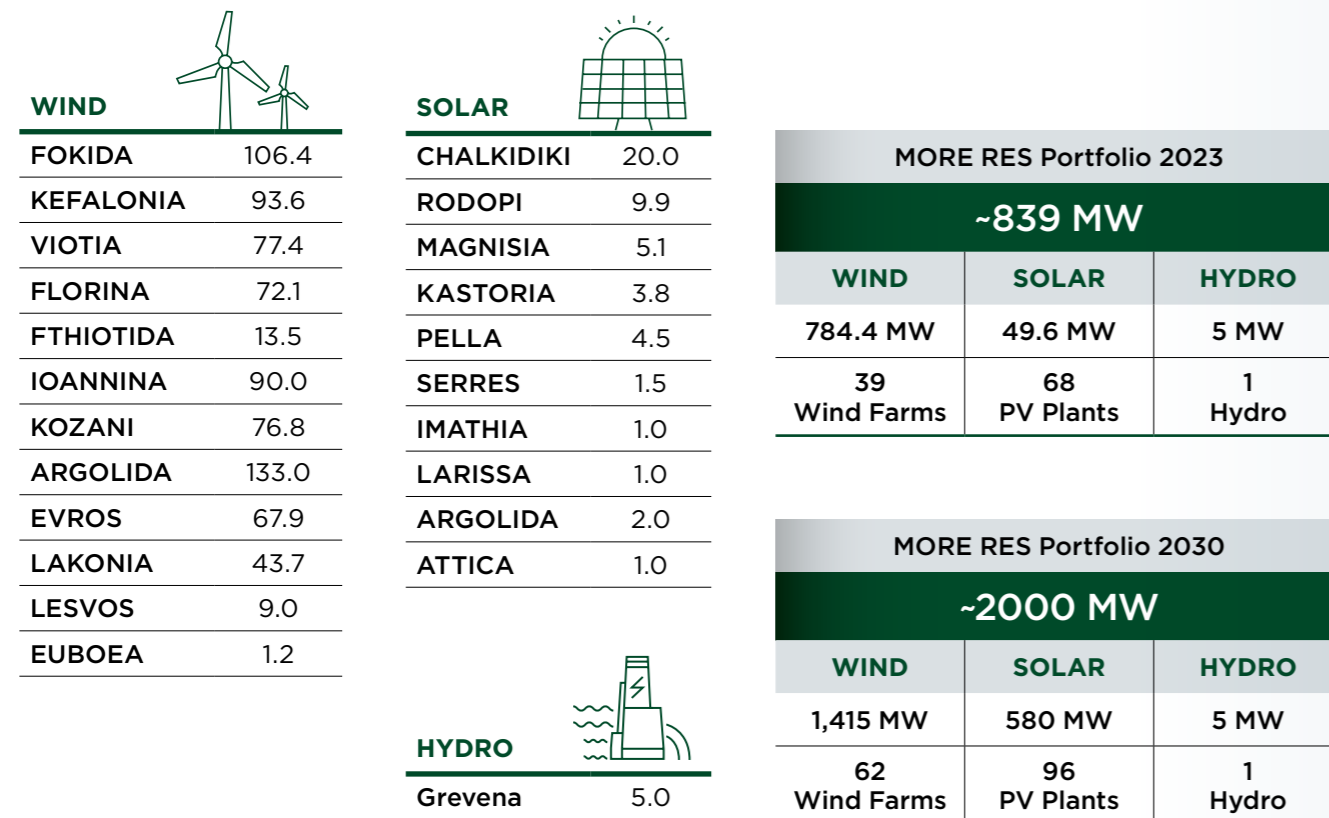 WIND
FOKIDA 106.4
KEFALONIA 93.6
VIOTIA 77.4
FLORINA 72.1
FTHIOTIDA 13.5
IOANNINA 90.0
KOZANI 76.8
ARGOLIDA 133.0
EVROS 67.9
LAKONIA 43.7
LESVOS 9.0
EUBOEA 1.2
SOLAR
CHALKIDIKI 20.0
RODOPI 9.9
MAGNISIA 5.1
KASTORIA 3.8
PELLA 4.5
SERRES 1.5
IMATHIA 1.0
LARISSA 1.0
ARGOLIDA 2.0
ATTICA 1.0
HYDRO
Grevena 5.0
MORE RES Portfolio 2023
~839 MW
WIND SOLAR HYDRO
784.4 MW 49.6 MW 5 MW
39 68 1
Wind Farms PV Plants Hydro
MORE RES Portfolio 2030
~2000 MW
WIND SOLAR HYDRO
1,415 MW 580 MW 5 MW
62 96 1
Wind Farms PV Plants Hydro